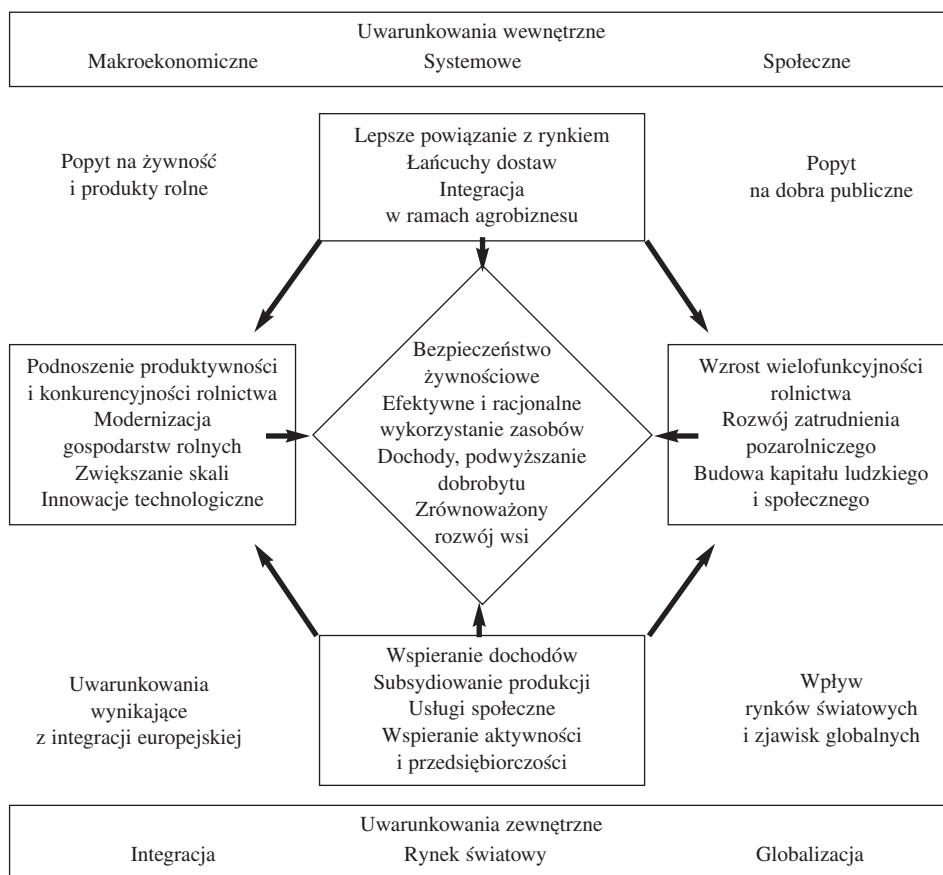 Uwarunkowania wewnętrzne
Makroekonomiczne Systemowe Społeczne
Lepsze powiązanie z rynkiem
Łańcuchy dostaw
Integracja
w ramach agrobiznesu
Popyt na żywność
i produkty rolne
Popyt
na dobra publiczne
Podnoszenie produktywności
i konkurencyjności rolnictwa
Modernizacja
gospodarstw rolnych
Zwiększanie skali
Innowacje technologiczne
Bezpieczeństwo
żywnościowe
Efektywne i racjonalne
wykorzystanie zasobów
Dochody, podwyższanie
dobrobytu
Zrównoważony
rozwój wsi
Wzrost wielofunkcyjności
rolnictwa
Rozwój zatrudnienia
pozarolniczego
Budowa kapitału ludzkiego
i społecznego
Uwarunkowania
wynikające
z integracji europejskiej
Wspieranie dochodów
Subsydiowanie produkcji
Usługi społeczne
Wspieranie aktywności
i przedsiębiorczości
Wpływ
rynków światowych
i zjawisk globalnych
Uwarunkowania zewnętrzne
Integracja Rynek światowy Globalizacja